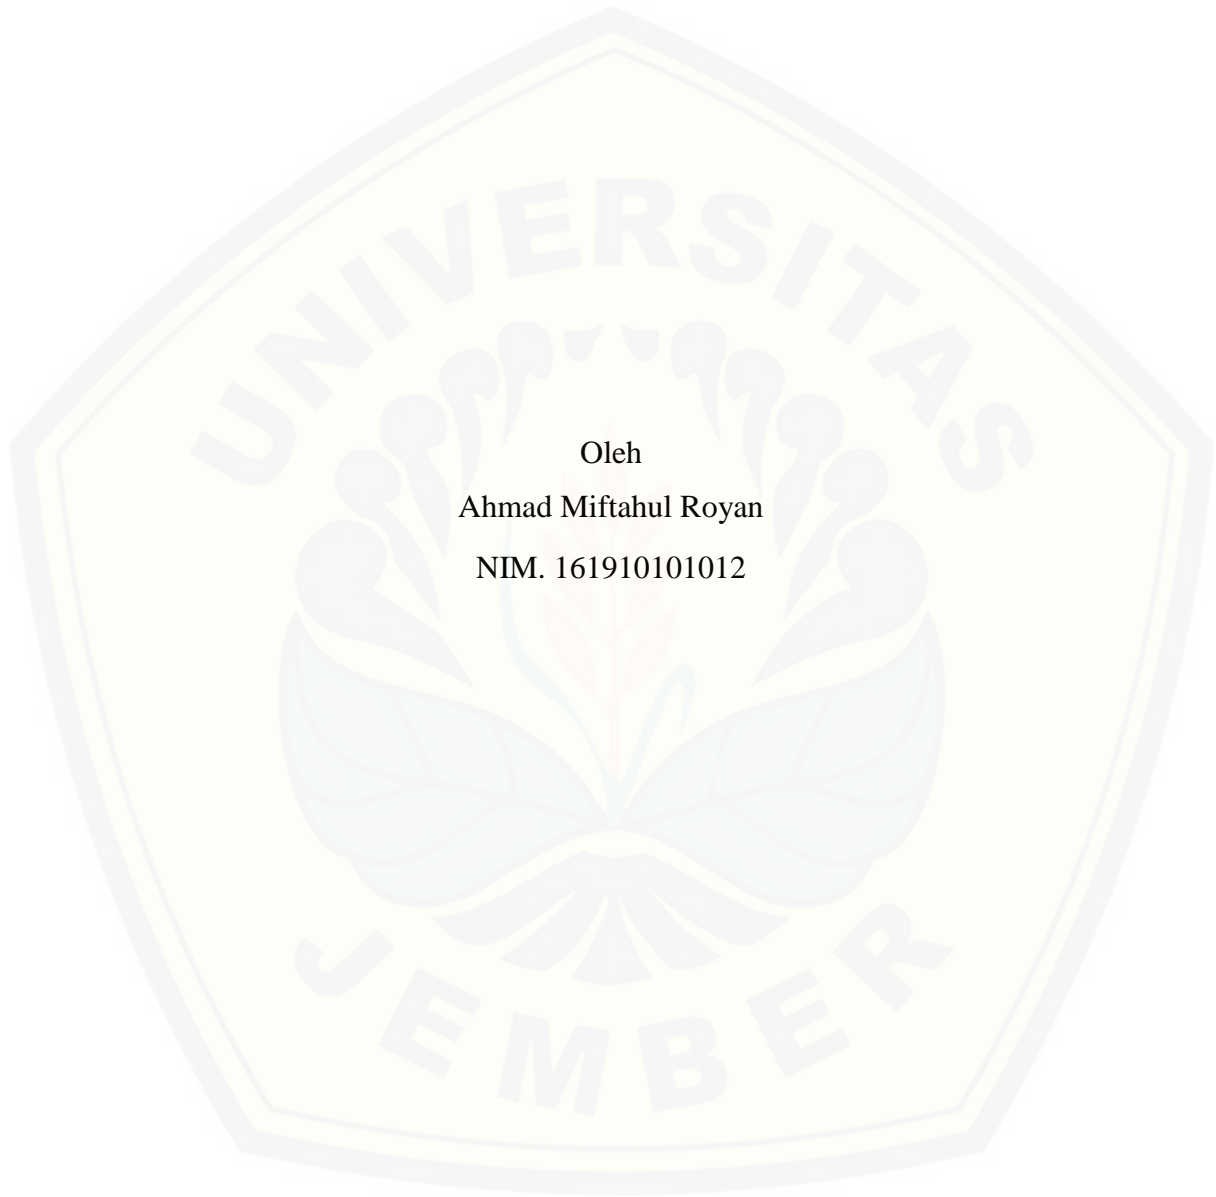 UNIVERSITAS
Oleh
Ahmad Miftahul Royan
NIM. 161910101012
JEMBER